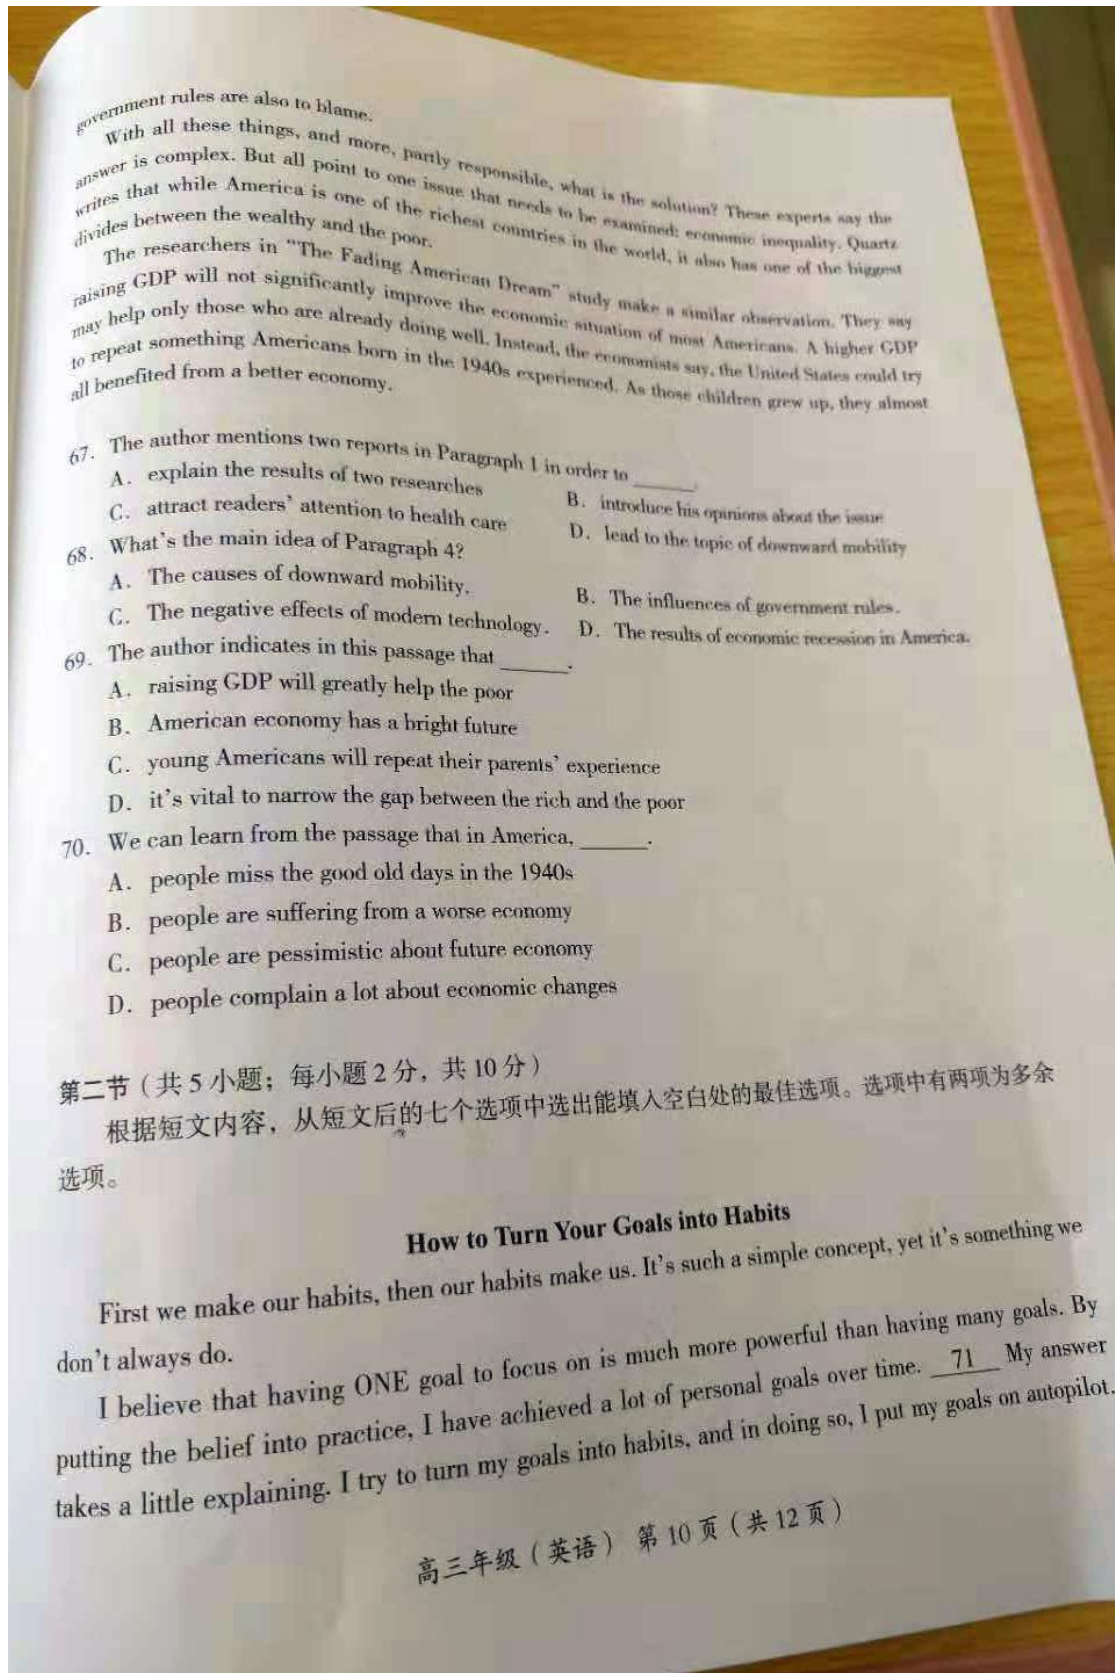 government rules are also to blame.
With all these things, and more, partly responsible, what is the solution? These experts say the
answer is complex. But all point to one issue that needs to be examined: economic inequality. Quartz
writes that while America is one of the richest countries in the world, it also has one of the biggest
divides between the wealthy and the poor.
The researchers in "The Fading American Dream" study make a similar observation. They say
raising GDP will not significantly improve the economic situation of most Americans. A higher GDP
may help only those who are already doing well. Instead, the economists say, the United States could try
to repeat something Americans born in the 1940s experienced. As those children grew up, they almost
all benefited from a better economy.
67. The author mentions two reports in Paragraph 1 in order to ______.
A. explain the results of two researches B. introduce his opinions about the issue
C. attract readers' attention to health care D. lead to the topic of downward mobility
68. What's the main idea of Paragraph 4?
A. The causes of downward mobility. B. The influences of government rules.
C. The negative effects of modern technology. D. The results of economic recession in America.
69. The author indicates in this passage that ______.
A. raising GDP will greatly help the poor
B. American economy has a bright future
C. young Americans will repeat their parents' experience
D. it's vital to narrow the gap between the rich and the poor
70. We can learn from the passage that in America, ______.
A. people miss the good old days in the 1940s
B. people are suffering from a worse economy
C. people are pessimistic about future economy
D. people complain a lot about economic changes
第二节（共 5 小题；每小题 2 分，共 10 分）
根据短文内容，从短文后的七个选项中选出能填入空白处的最佳选项。选项中有两项为多余
选项。
How to Turn Your Goals into Habits
First we make our habits, then our habits make us. It's such a simple concept, yet it's something we
don't always do.
I believe that having ONE goal to focus on is much more powerful than having many goals. By
putting the belief into practice, I have achieved a lot of personal goals over time. 71 My answer
takes a little explaining. I try to turn my goals into habits, and in doing so, I put my goals on autopilot.
高三年级（英语） 第 10 页（共 12 页）